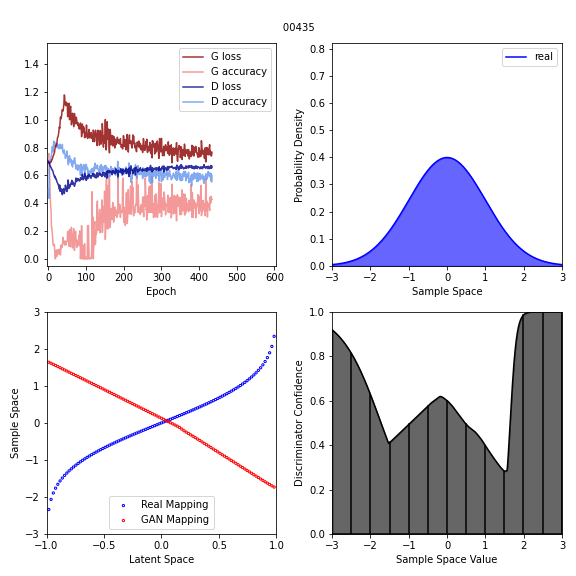 00435
1.4
1.2
1.0
0.8
0.6
0.4
0.2
0.0
0 100 200 300 400 500 600
Epoch
G loss
G accuracy
D loss
D accuracy
Probability Density
0.8
0.7
0.6
0.5
0.4
0.3
0.2
0.1
0.0
−3 −2 −1 0 1 2 3
Sample Space
real
Sample Space
3
2
1
0
−1
−2
−3
−1.0 −0.5 0.0 0.5 1.0
Latent Space
Real Mapping
GAN Mapping
Discriminator Confidence
1.0
0.8
0.6
0.4
0.2
0.0
−3 −2 −1 0 1 2 3
Sample Space Value